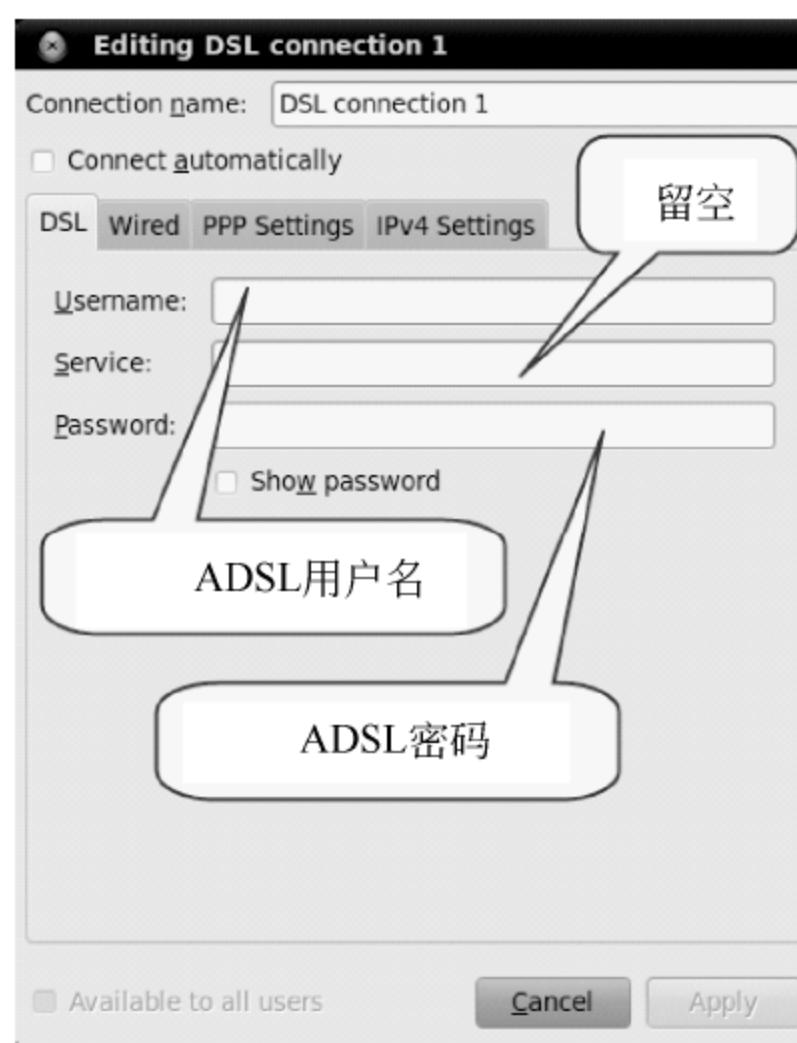 Editing DSL connection 1
Connection name: DSL connection 1
Connect automatically
留空
DSL Wired PPP Settings IPv4 Settings
Username:
Service:
Password:
Show password
ADSL用户名
ADSL密码
Available to all users Cancel Apply